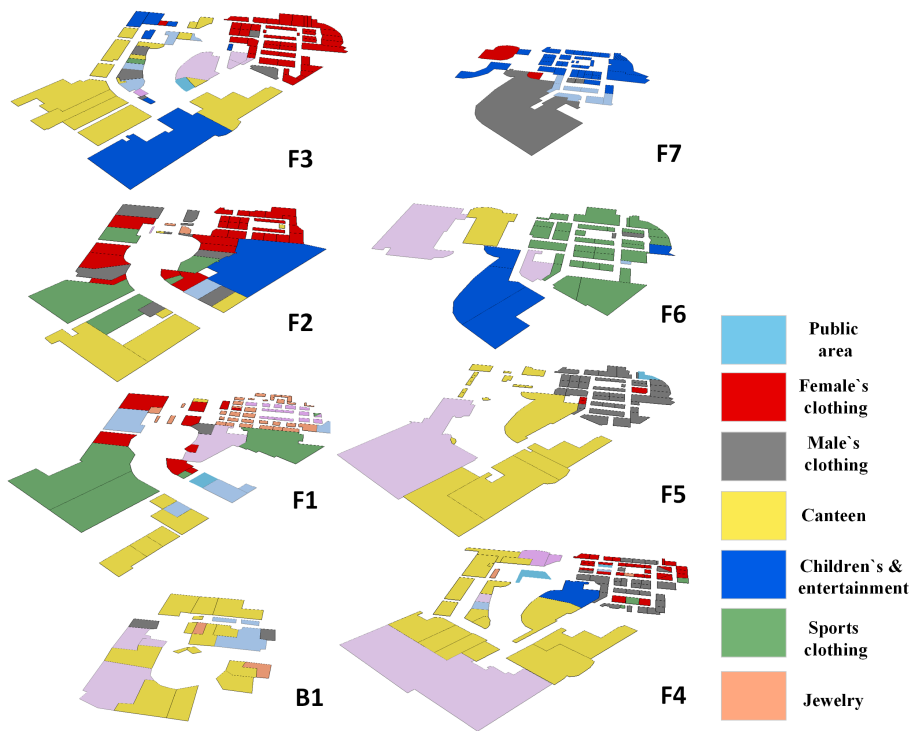 F3
F7
F2
F6
Public
area
Female`s
clothing
F1
Male`s
clothing
F5
Canteen
Children`s &
entertainment
Sports
clothing
B1
F4
Jewelry